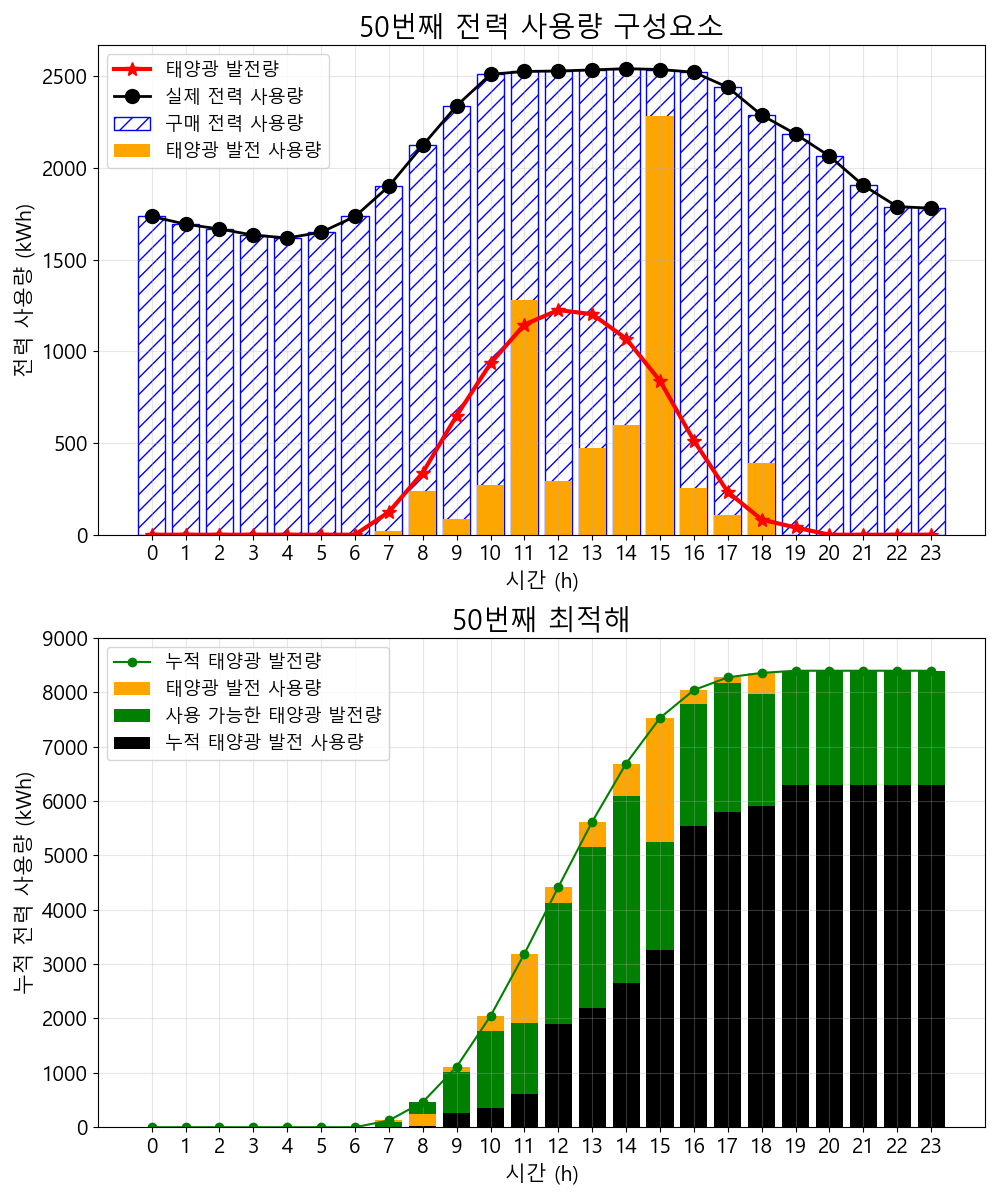 50번째 전력 사용량 구성요소
태양광 발전량
실제 전력 사용량
구매 전력 사용량
태양광 발전 사용량
전력 사용량 (kWh)
2500
2000
1500
1000
500
0
0 1 2 3 4 5 6 7 8 9 10 11 12 13 14 15 16 17 18 19 20 21 22 23
시간 (h)
50번째 최적해
누적 태양광 발전량
태양광 발전 사용량
사용 가능한 태양광 발전량
누적 태양광 발전 사용량
누적 전력 사용량 (kWh)
9000
8000
7000
6000
5000
4000
3000
2000
1000
0
0 1 2 3 4 5 6 7 8 9 10 11 12 13 14 15 16 17 18 19 20 21 22 23
시간 (h)